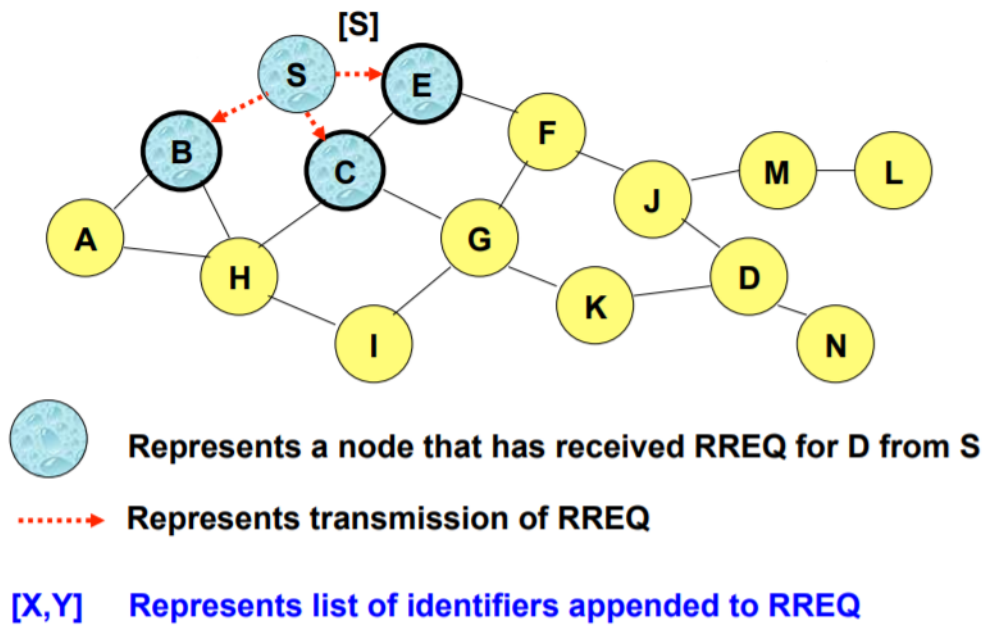 [S]
S
E
B
C
F
M
L
J
A
G
H
D
K
I
N
Represents a node that has received RREQ for D from S
Represents transmission of RREQ
[X,Y] Represents list of identifiers appended to RREQ